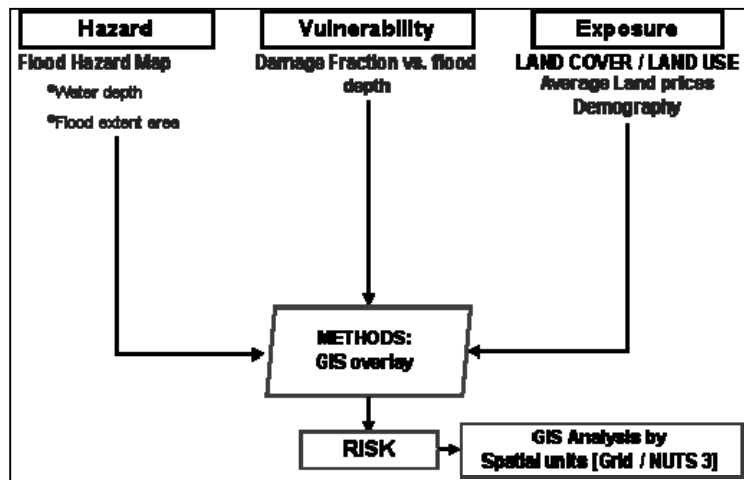 Hazard
Flood Hazard Map
•Water depth
•Flood extent area
Vulnerability
Damage Fraction vs. flood
depth
Exposure
LAND COVER / LAND USE
Average Land prices
Demography
METHODS:
GIS overlay
RISK
GIS Analysis by
Spatial units [Grid / NUTS 3]